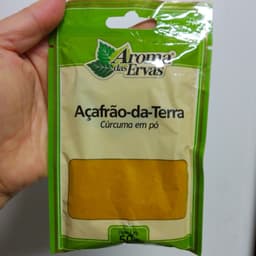 Aroma
das Ervas
Açafrão-da-Terra
Cúrcuma em pó